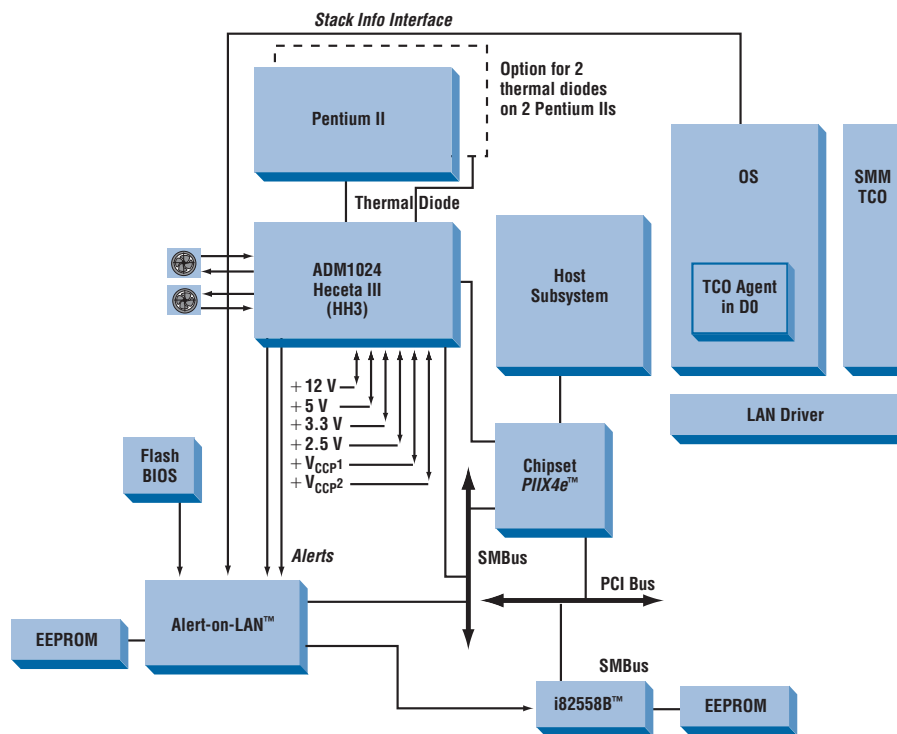 Stack Info Interface
Option for 2
thermal diodes
on 2 Pentium IIs
Pentium II
OS
SMM
TCO
Thermal Diode
ADM1024
Heceta III
(HH3)
Host
Subsystem
TCO Agent
in D0
+ 12 V
+ 5 V
+ 3.3 V
+ 2.5 V
+ VCCP1
+ VCCP2
LAN Driver
Flash
BIOS
Chipset
PIIX4e™
Alerts
SMBus
PCI Bus
Alert-on-LAN™
EEPROM
SMBus
i82558B™
EEPROM